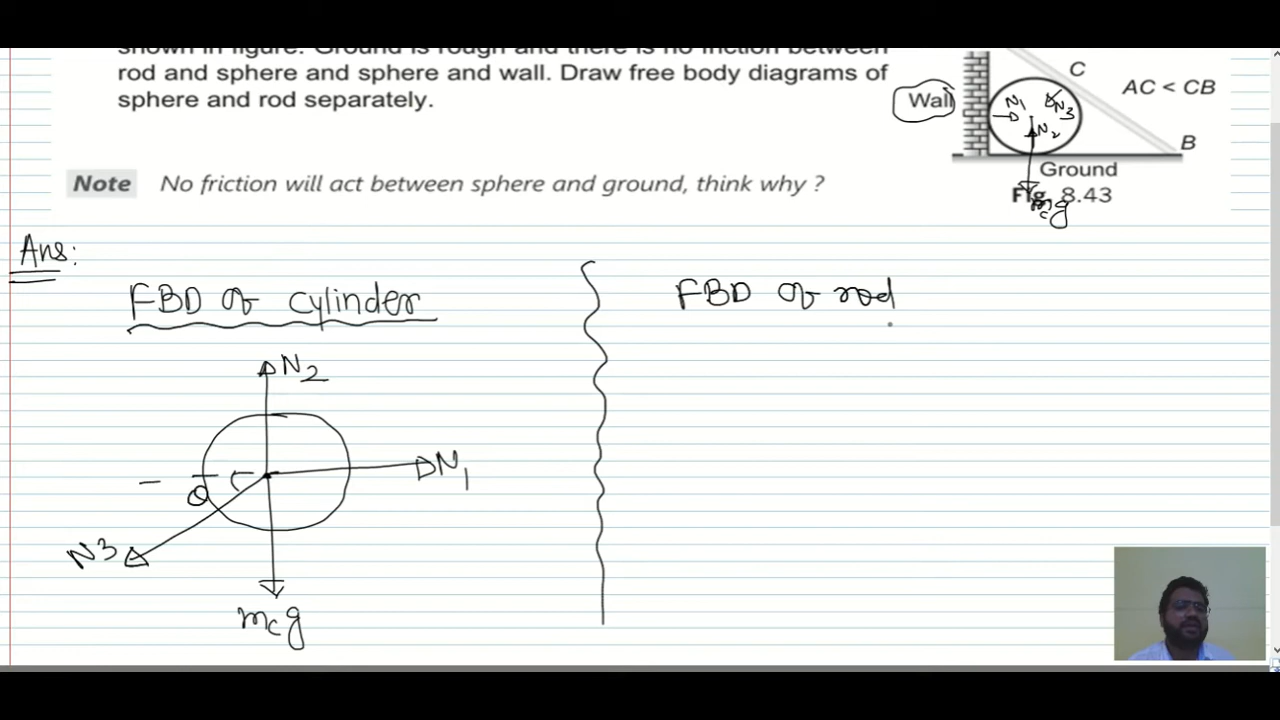 shown in figure. Ground is rough and there is no friction between
rod and sphere and sphere and wall. Draw free body diagrams of
sphere and rod separately.
Wall
N1
N3
N2
C
AC < CB
B
Ground
Fig. 8.43
mcg
Note No friction will act between sphere and ground, think why ?
Ans:
FBD of cylinder
FBD of rod
N2
N1
θ
N3
mcg